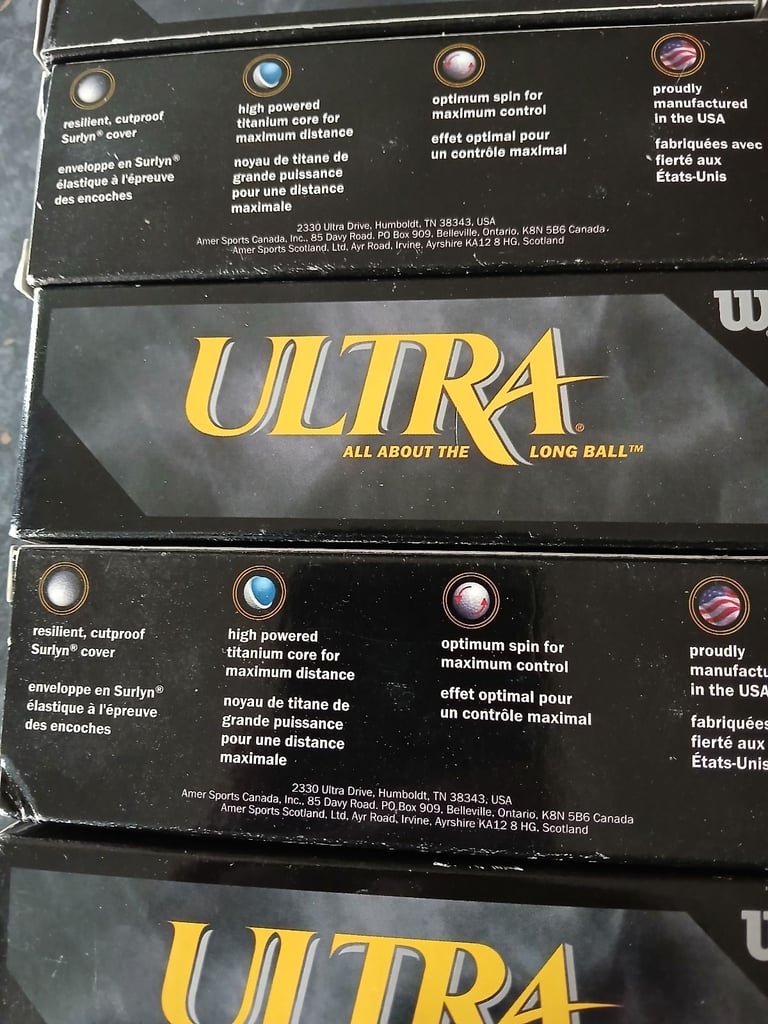 resilient, cutproof
Surlyn® cover
enveloppe en Surlyn®
élastique à l'épreuve
des encoches
high powered
titanium core for
maximum distance
noyau de titane de
grande puissance
pour une distance
maximale
optimum spin for
maximum control
effet optimal pour
un contrôle maximal
proudly
manufactured
in the USA
fabriquées avec
fierté aux
États-Unis
2330 Ultra Drive, Humboldt, TN 38343, USA
Amer Sports Canada, Inc., 85 Davy Road. PO Box 909, Belleville, Ontario, K8N 5B6 Canada
Amer Sports Scotland, Ltd, Ayr Road, Irvine, Ayrshire KA12 8 HG, Scotland
W
ULTRA®
ALL ABOUT THE LONG BALL™
resilient, cutproof
Surlyn® cover
enveloppe en Surlyn®
élastique à l'épreuve
des encoches
high powered
titanium core for
maximum distance
noyau de titane de
grande puissance
pour une distance
maximale
optimum spin for
maximum control
effet optimal pour
un contrôle maximal
proudly
manufactu
in the USA
fabriquées
fierté aux
États-Unis
2330 Ultra Drive, Humboldt, TN 38343, USA
Amer Sports Canada, Inc., 85 Davy Road. PO Box 909, Belleville, Ontario, K8N 5B6 Canada
Amer Sports Scotland, Ltd, Ayr Road, Irvine, Ayrshire KA12 8 HG, Scotland
W
ULTRA